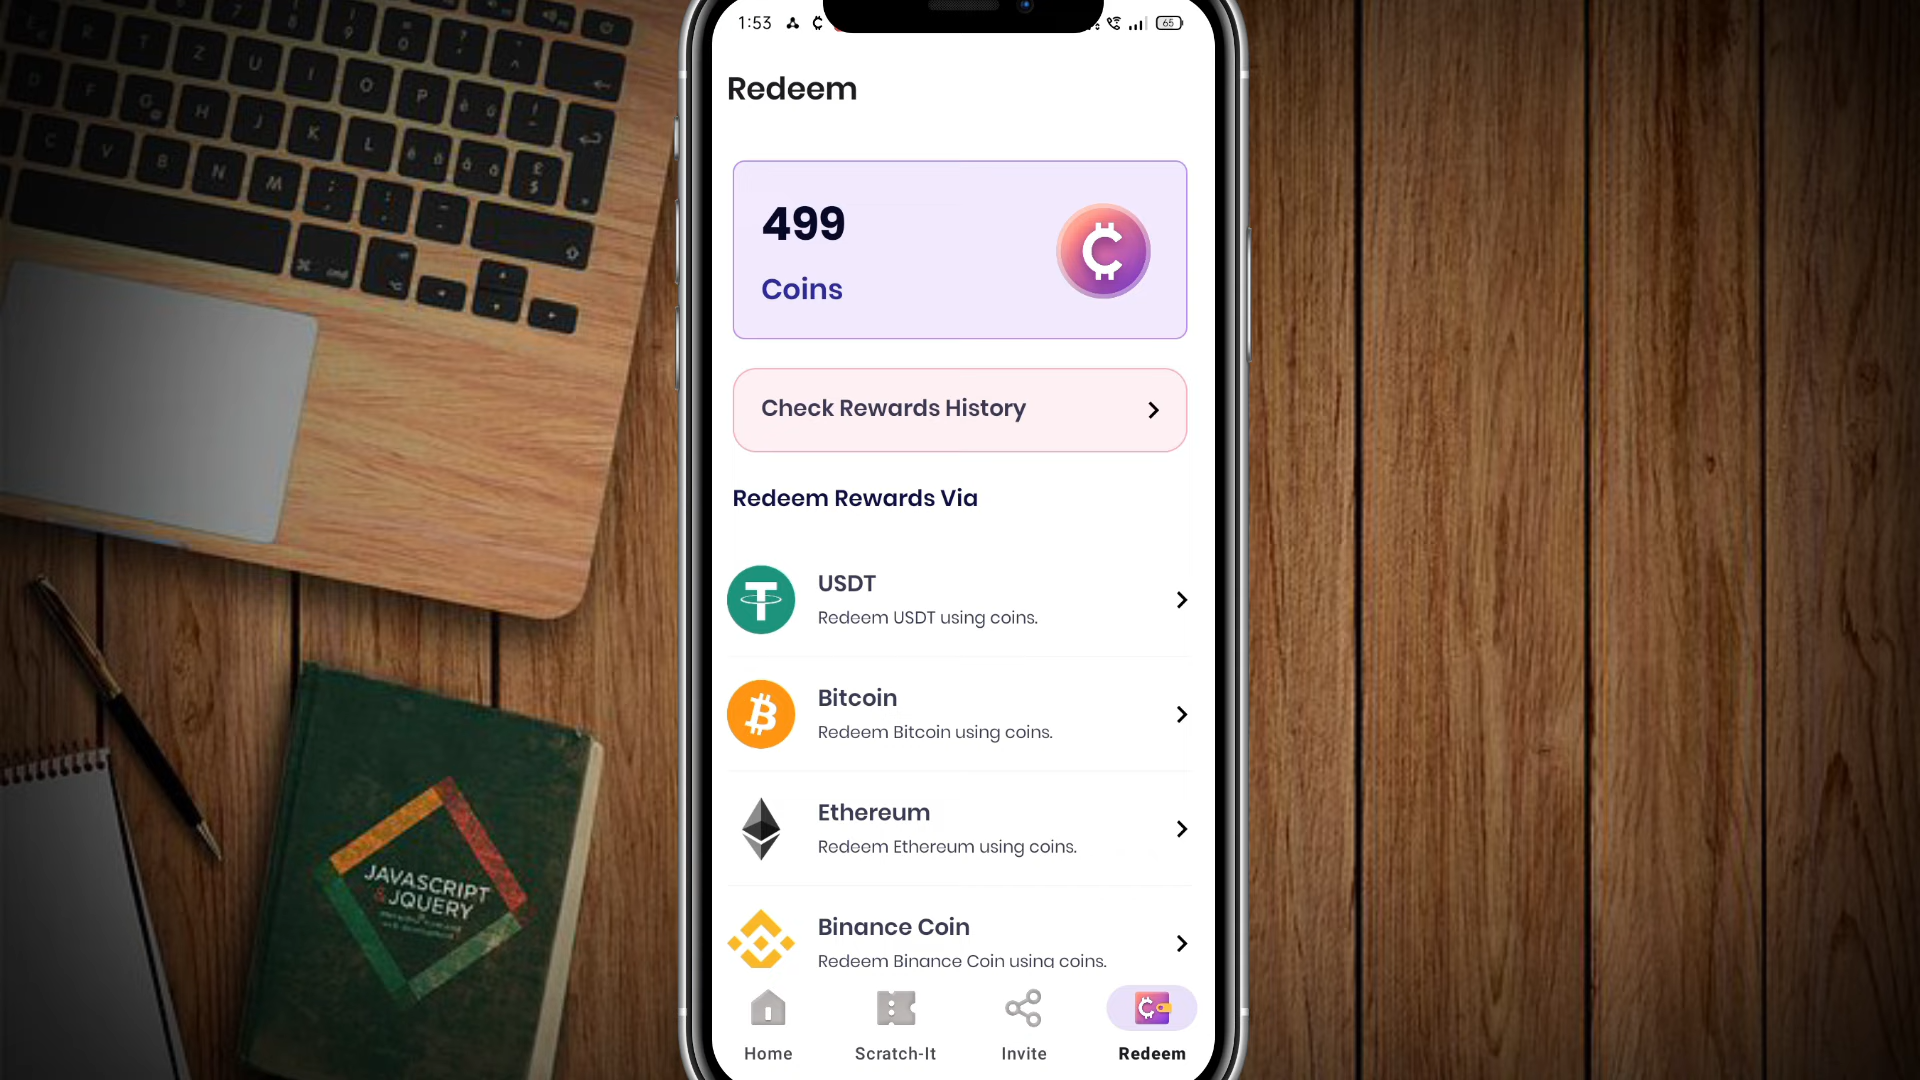 1:53
65
Redeem
499
Coins
Check Rewards History
Redeem Rewards Via
USDT
Redeem USDT using coins.
Bitcoin
Redeem Bitcoin using coins.
Ethereum
Redeem Ethereum using coins.
Binance Coin
Redeem Binance Coin using coins.
Home
Scratch-It
Invite
Redeem
JAVASCRIPT
& JQUERY
R
T
Z
U
I
O
P
D
F
G
H
J
K
L
C
V
B
N
M
cmd